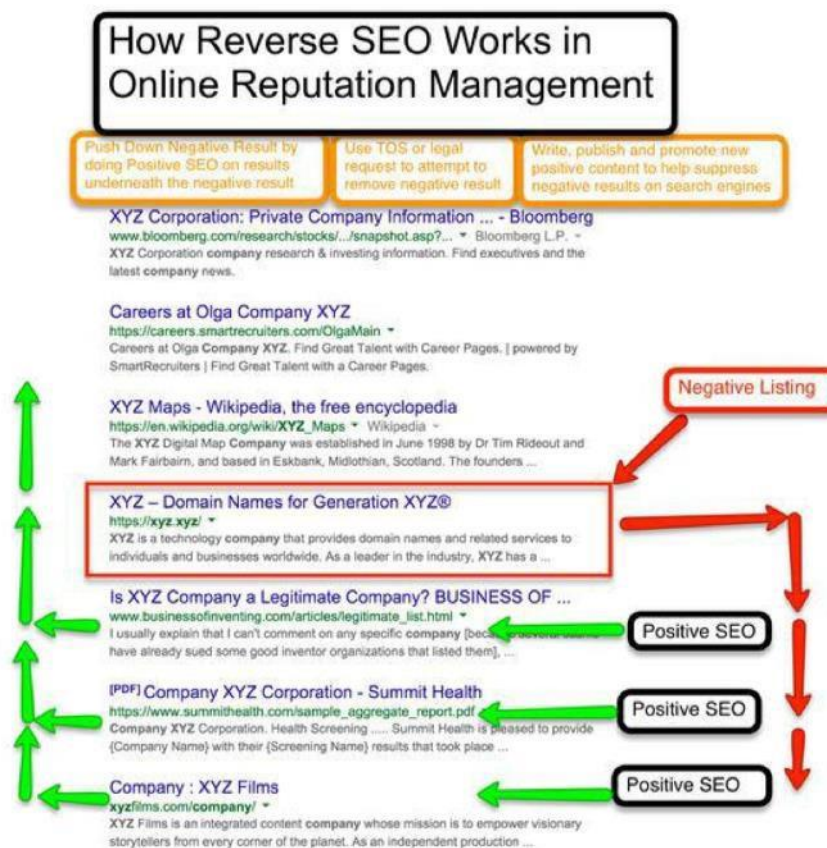 How Reverse SEO Works in
Online Reputation Management
Push Down Negative Result by
doing Positive SEO on results
underneath the negative result
Use TOS or legal
request to attempt to
remove negative result
Write, publish and promote new
positive content to help suppress
negative results on search engines
XYZ Corporation: Private Company Information ... - Bloomberg
www.bloomberg.com/research/stocks/.../snapshot.asp?... Bloomberg L.P.
XYZ Corporation company research & investing information. Find executives and the
latest company news.
Careers at Olga Company XYZ
https://careers.smartrecruiters.com/OlgaMain
Careers at Olga Company XYZ. Find Great Talent with Career Pages. | powered by
SmartRecruiters | Find Great Talent with a Career Pages.
Negative Listing
XYZ Maps - Wikipedia, the free encyclopedia
https://en.wikipedia.org/wiki/XYZ_Maps Wikipedia
The XYZ Digital Map Company was established in June 1998 by Dr Tim Rideout and
Mark Fairbairn, and based in Eskbank, Midlothian, Scotland. The founders ...
XYZ – Domain Names for Generation XYZ®
https://xyz.xyz/
XYZ is a technology company that provides domain names and related services to
individuals and businesses worldwide. As a leader in the industry, XYZ has a ...
Is XYZ Company a Legitimate Company? BUSINESS OF ...
www.businessofinventing.com/articles/legitimate_list.html
I usually explain that I can't comment on any specific company
have already sued some good inventor organizations that listed them], ...
Positive SEO
[PDF] Company XYZ Corporation - Summit Health
https://www.summithealth.com/sample_aggregate_report.pdf
Company XYZ Corporation. Health Screening ..... Summit Health is pleased to provide
{Company Name} with their {Screening Name} results that took place ...
Positive SEO
Company : XYZ Films
xyzfilms.com/company/
XYZ Films is an integrated content company whose mission is to empower visionary
storytellers from every corner of the planet. As an independent production ...
Positive SEO